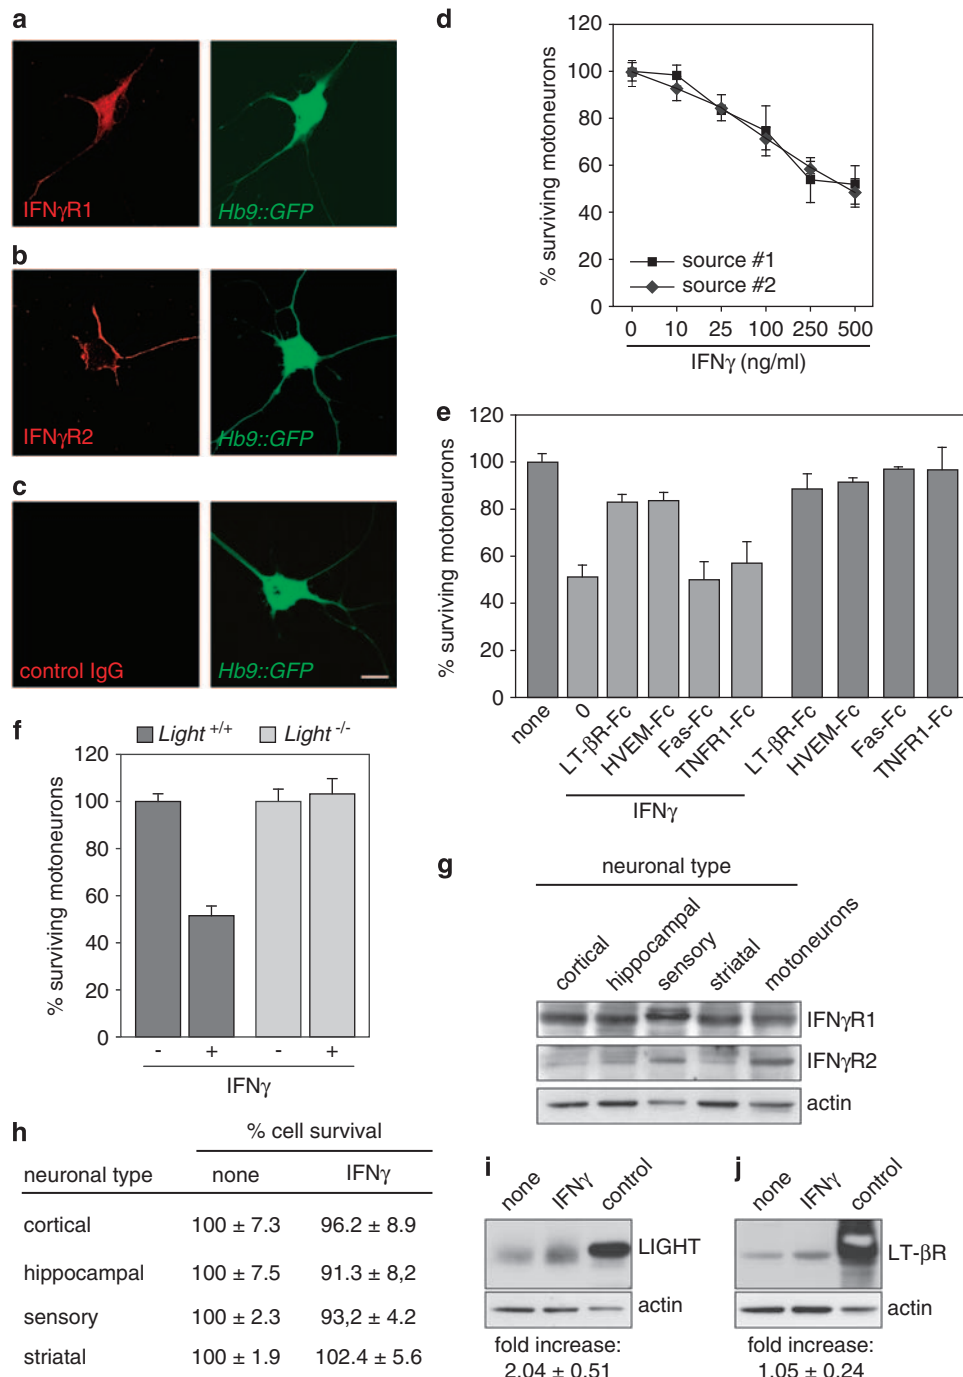 a
IFNγR1
Hb9::GFP
b
IFNγR2
Hb9::GFP
c
control IgG
Hb9::GFP
d
% surviving motoneurons
120
100
80
60
40
20
0
source #1
source #2
0 10 25 100 250 500
IFNγ (ng/ml)
e
% surviving motoneurons
120
100
80
60
40
20
0
none
0
LT-βR-Fc
HVEM-Fc
Fas-Fc
TNFR1-Fc
LT-βR-Fc
HVEM-Fc
Fas-Fc
TNFR1-Fc
IFNγ
f
Light +/+ Light -/-
% surviving motoneurons
120
100
80
60
40
20
0
- + - +
IFNγ
g
neuronal type
cortical
hippocampal
sensory
striatal
motoneurons
IFNγR1
IFNγR2
actin
h
% cell survival
neuronal type none IFNγ
cortical 100 ± 7.3 96.2 ± 8.9
hippocampal 100 ± 7.5 91.3 ± 8,2
sensory 100 ± 2.3 93,2 ± 4.2
striatal 100 ± 1.9 102.4 ± 5.6
i
none
IFNγ
control
LIGHT
actin
fold increase:
2.04 ± 0.51
j
none
IFNγ
control
LT-βR
actin
fold increase:
1.05 ± 0.24